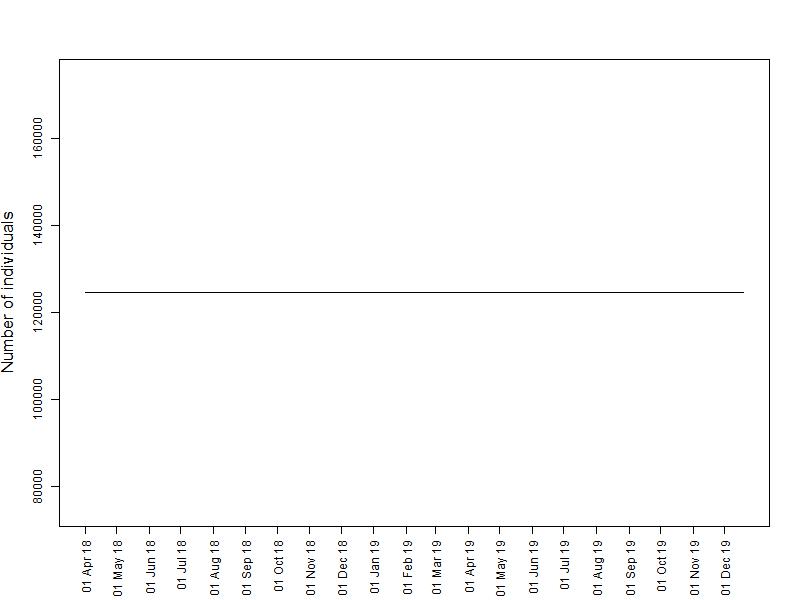 Number of individuals
160000
140000
120000
100000
80000
01 Apr 18
01 May 18
01 Jun 18
01 Jul 18
01 Aug 18
01 Sep 18
01 Oct 18
01 Nov 18
01 Dec 18
01 Jan 19
01 Feb 19
01 Mar 19
01 Apr 19
01 May 19
01 Jun 19
01 Jul 19
01 Aug 19
01 Sep 19
01 Oct 19
01 Nov 19
01 Dec 19